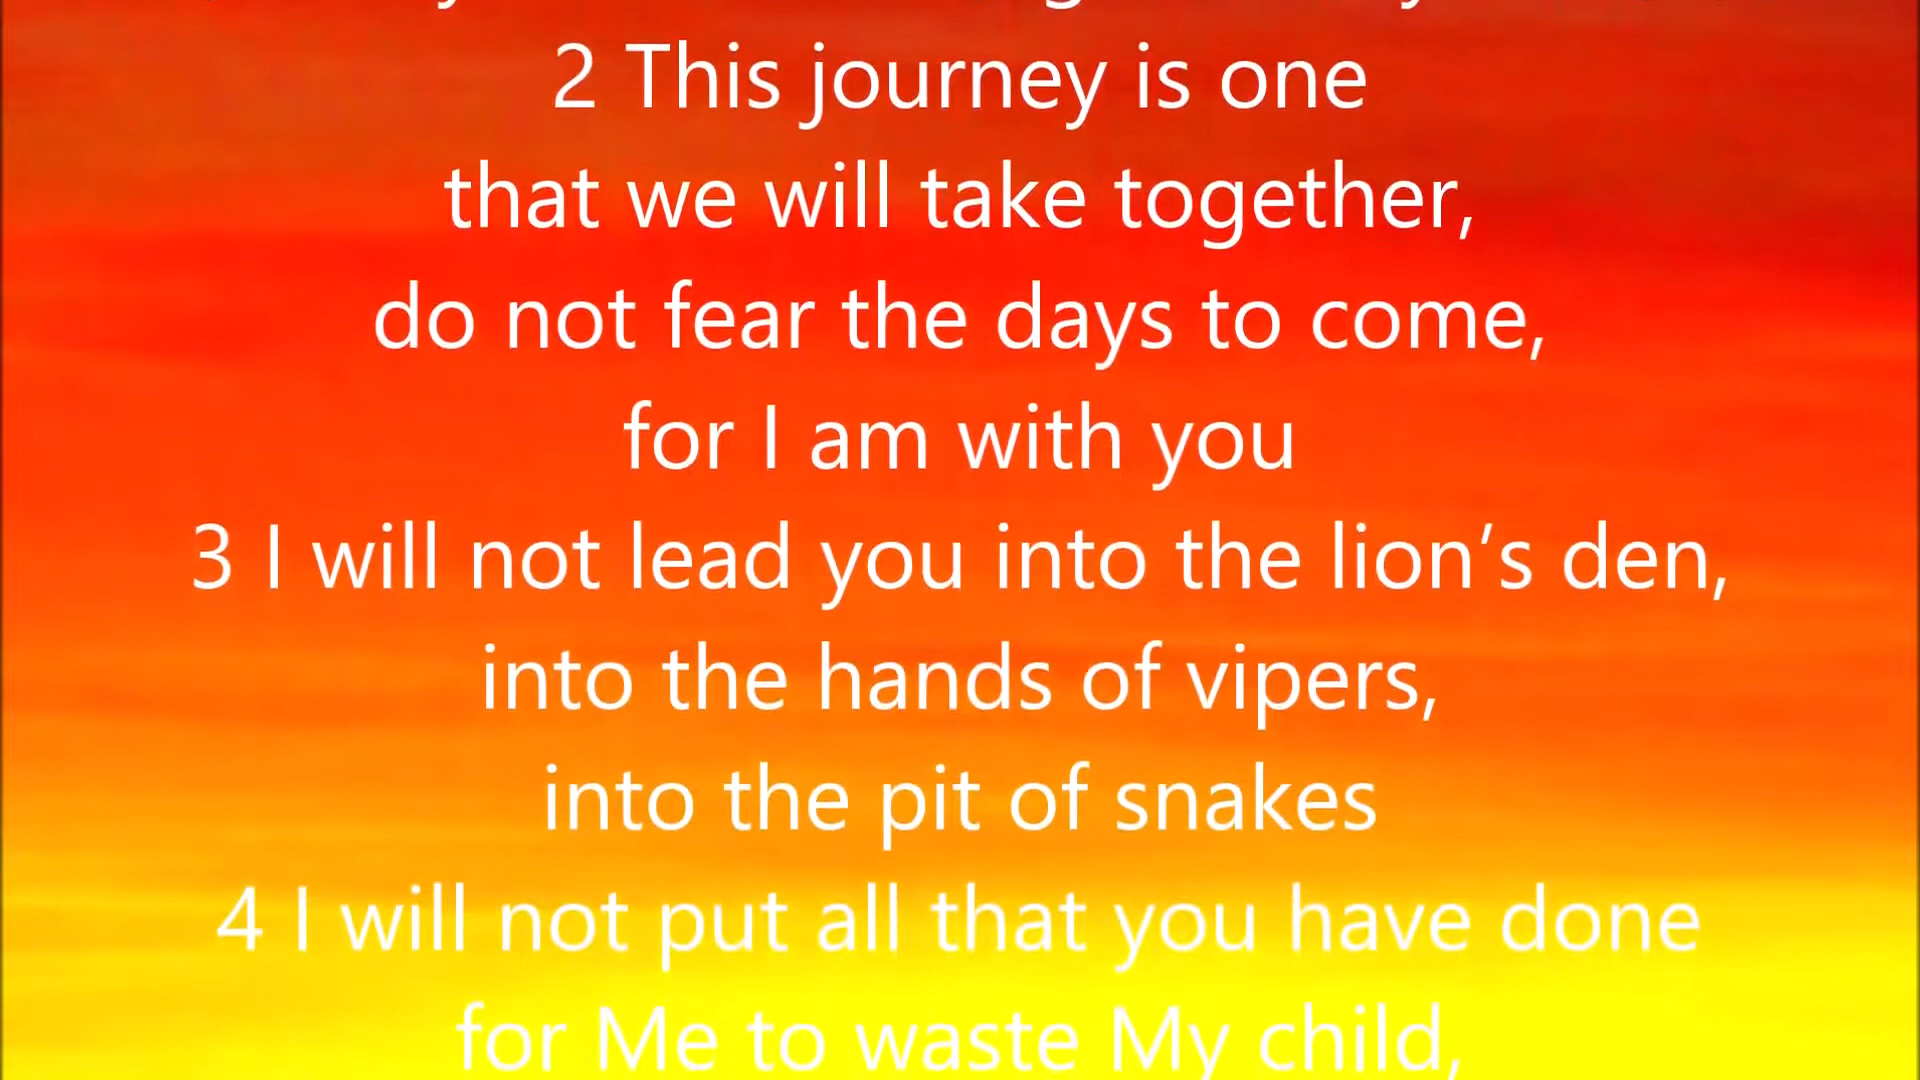 2 This journey is one
that we will take together,
do not fear the days to come,
for I am with you
3 I will not lead you into the lion’s den,
into the hands of vipers,
into the pit of snakes
4 I will not put all that you have done
for Me to waste My child,